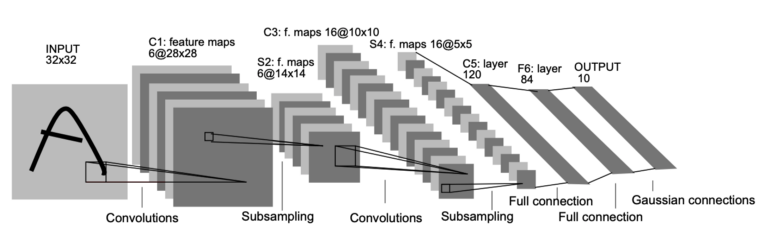 INPUT
32x32
C1: feature maps
6@28x28
S2: f. maps
6@14x14
C3: f. maps 16@10x10
S4: f. maps 16@5x5
C5: layer
120
F6: layer
84
OUTPUT
10
Convolutions
Subsampling
Convolutions
Subsampling
Full connection
Full connection
Gaussian connections